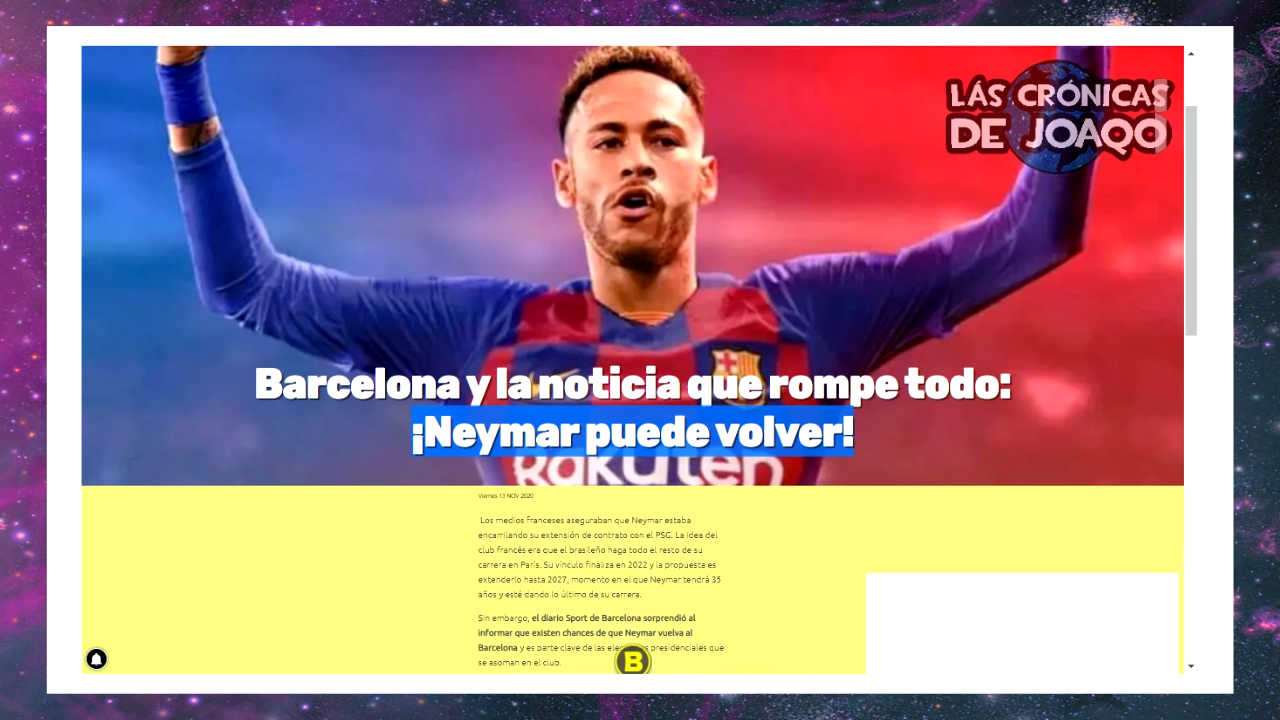 LÁS CRÓNICAS
DE JOAQO
Barcelona y la noticia que rompe todo:
¡Neymar puede volver!
Rakuten
Viernes 13 NOV 2020
Los medios franceses aseguraban que Neymar estaba
encarrilando su extensión de contrato con el PSG. La idea del
club francés era que el brasileño haga todo el resto de su
carrera en París. Su vínculo finaliza en 2022 y la propuesta es
extenderlo hasta 2027, momento en el que Neymar tendrá 35
años y esté dando lo último de su carrera.
Sin embargo, el diario Sport de Barcelona sorprendió al
informar que existen chances de que Neymar vuelva al
Barcelona y es parte clave de las presidenciales que
se asoman en el club.
B